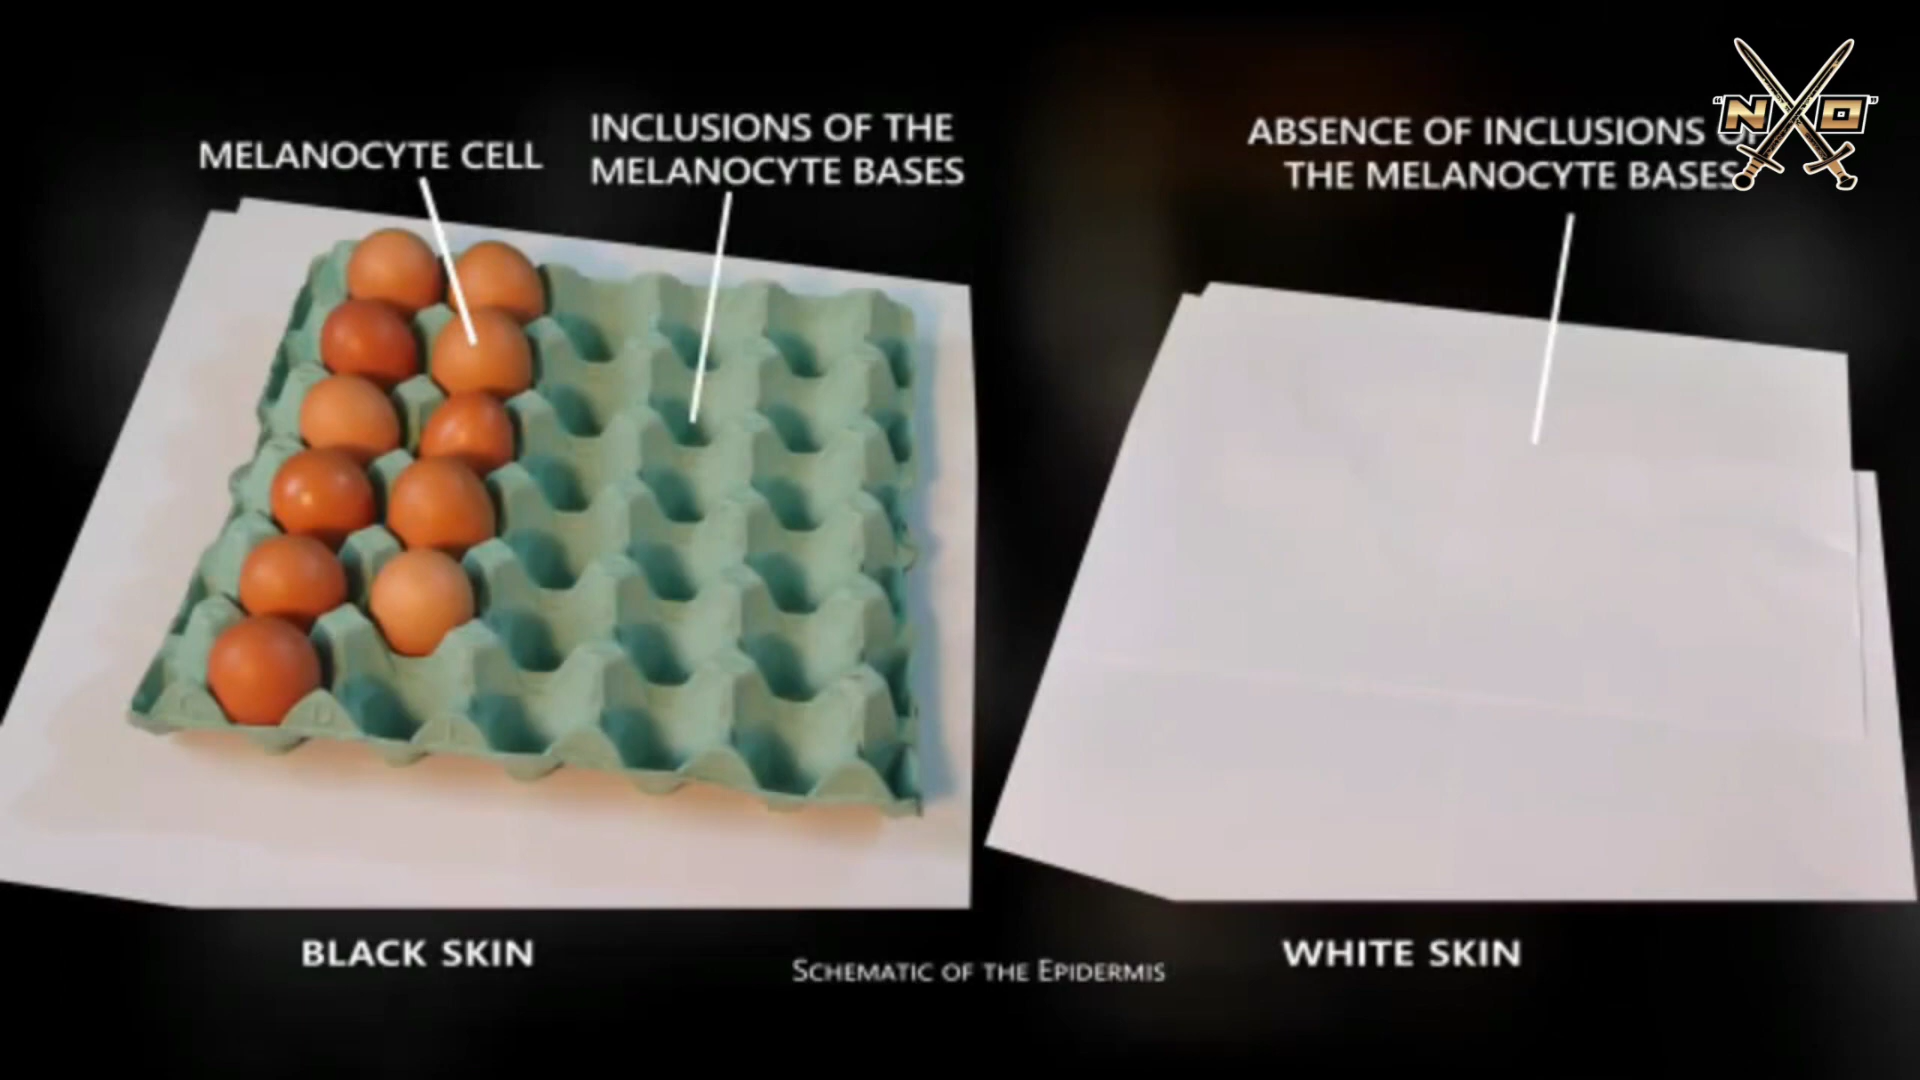 MELANOCYTE CELL
INCLUSIONS OF THE
MELANOCYTE BASES
ABSENCE OF INCLUSIONS
THE MELANOCYTE BASES
"NXO"
BLACK SKIN
SCHEMATIC OF THE EPIDERMIS
WHITE SKIN